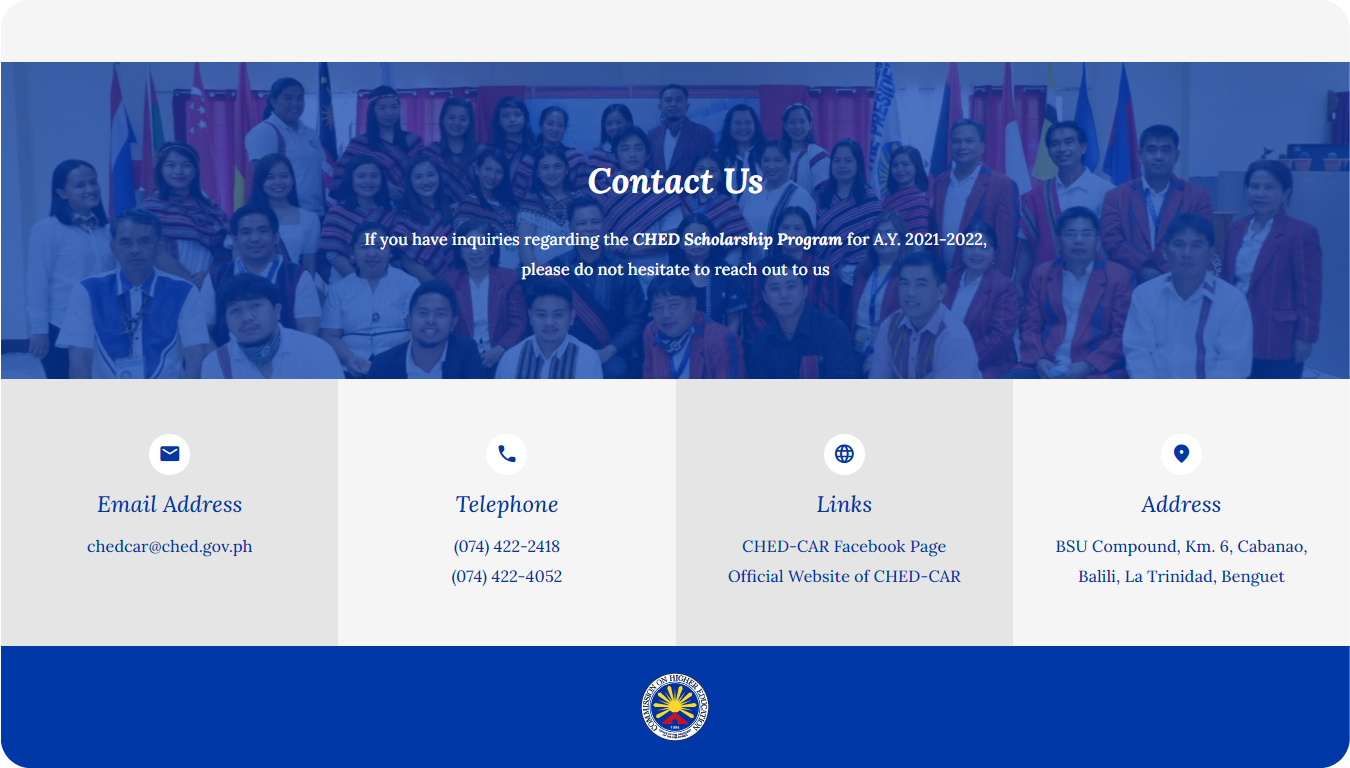 Contact Us
If you have inquiries regarding the CHED Scholarship Program for A.Y. 2021-2022,
please do not hesitate to reach out to us
Email Address
chedcar@ched.gov.ph
Telephone
(074) 422-2418
(074) 422-4052
Links
CHED-CAR Facebook Page
Official Website of CHED-CAR
Address
BSU Compound, Km. 6, Cabanao,
Balili, La Trinidad, Benguet
COMMISSION ON HIGHER EDUCATION
1994